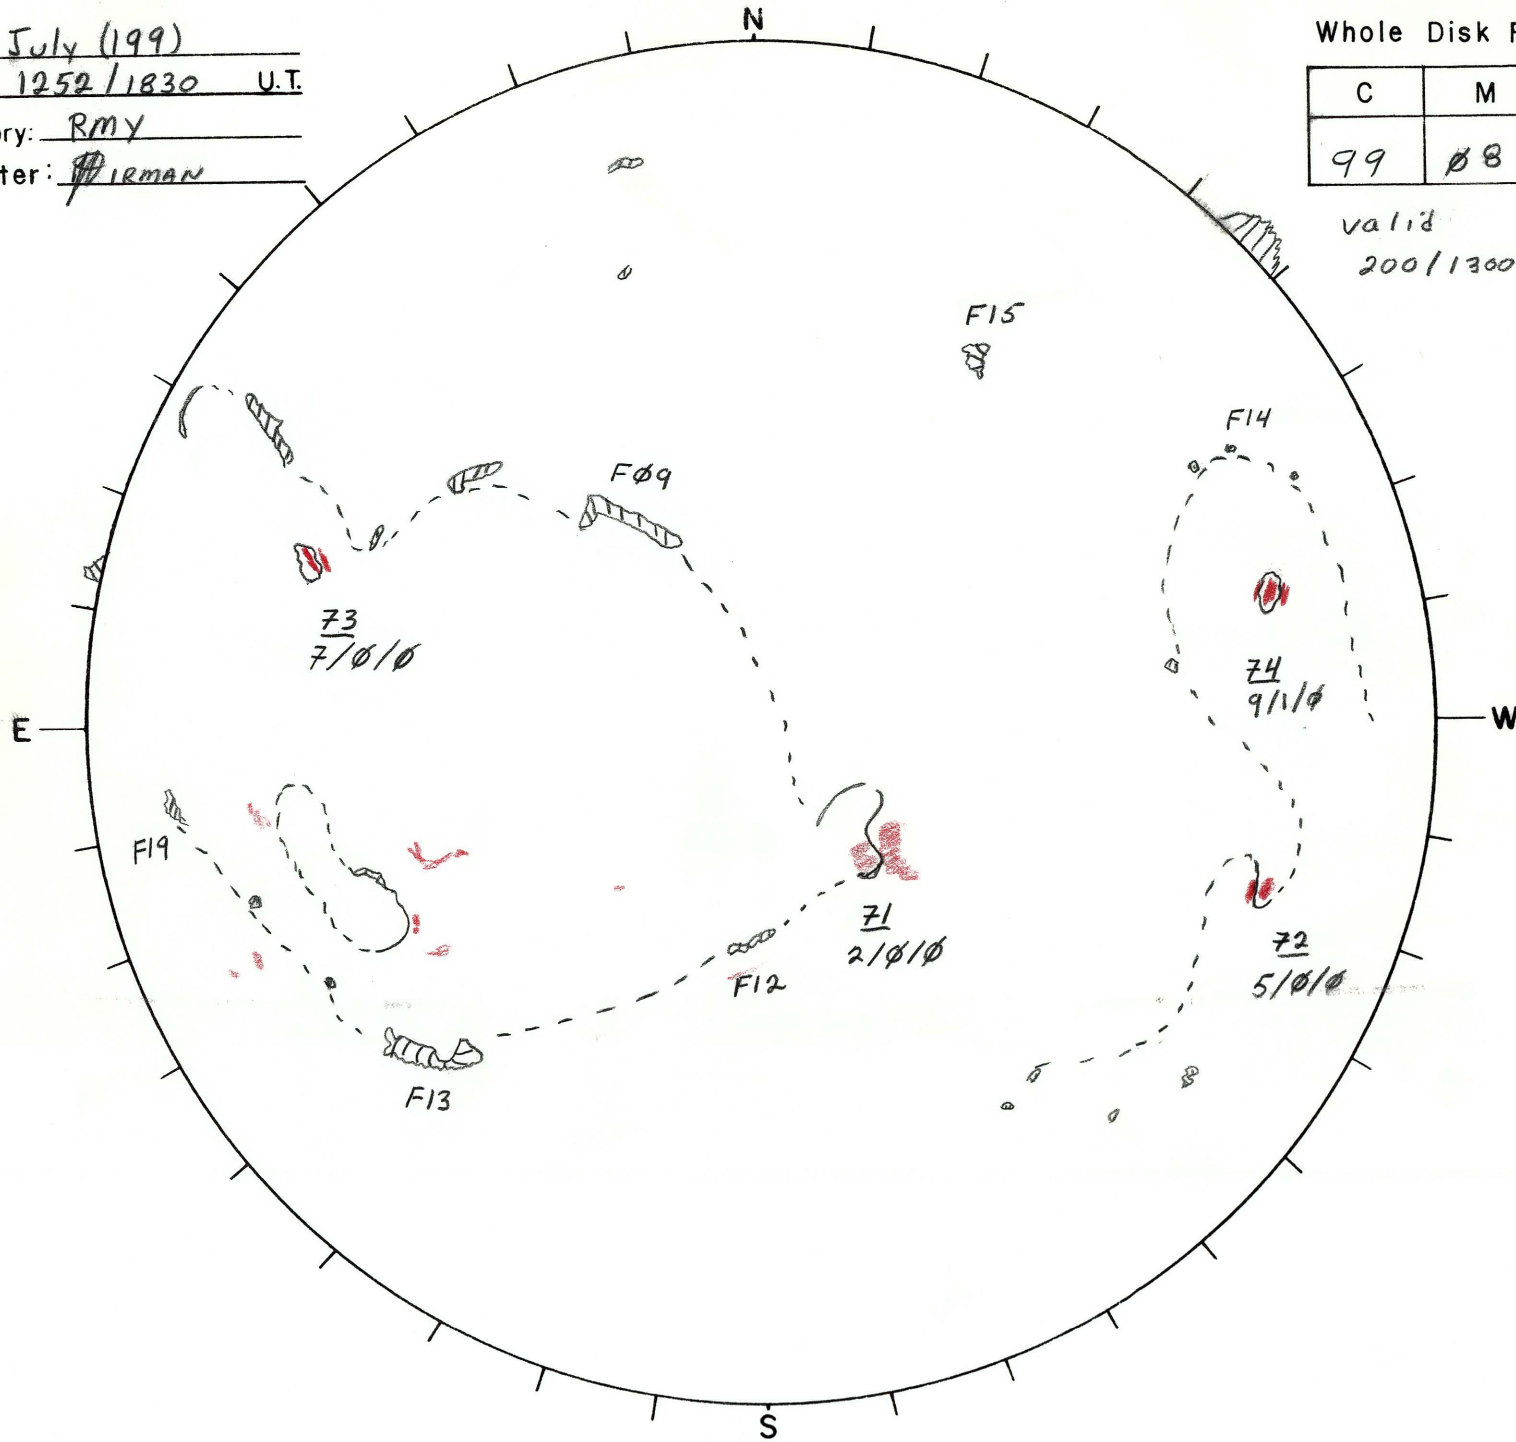 July (199)
1252/1830 U.T.
ry: RMY
ter: IRMAN
N
Whole Disk F
C M
99 Ø8
valid
200/1300
F15
F14
FØ9
73
7/Ø/Ø
74
9/1/Ø
E
W
F19
71
2/Ø/Ø
72
5/Ø/Ø
F12
F13
S